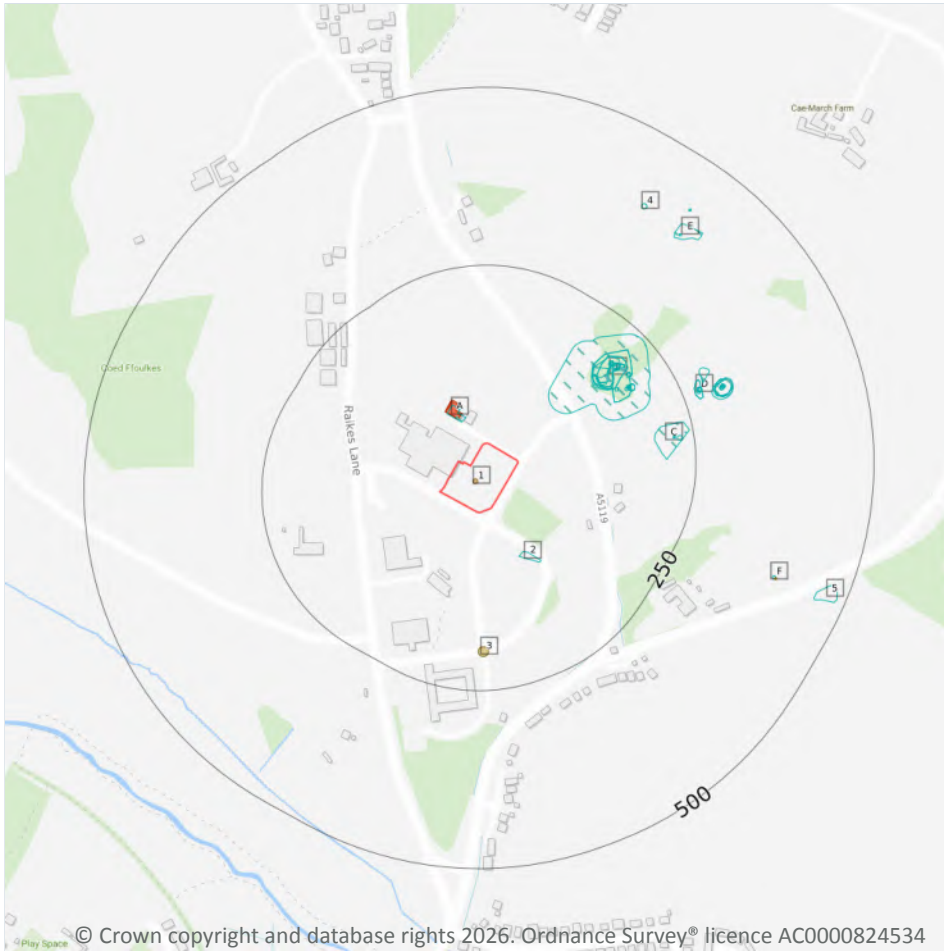 Cae-March Farm
4
E
Coed Ffoulkes
D
A
C
Raikes Lane
1
A5119
2
250
F
5
3
500
Play Space
© Crown copyright and database rights 2026. Ordnance Survey® licence AC0000824534